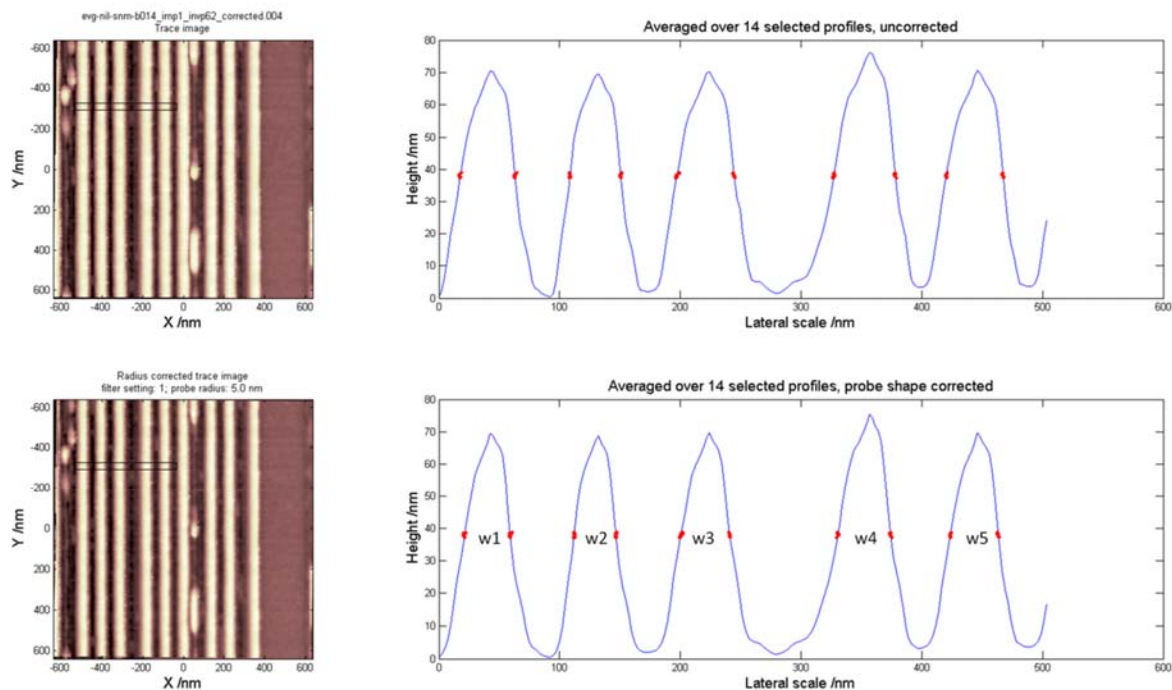 evg-nil-snm-b014_imp1_invp62_corrected.004
Trace image
-600
-400
-200
0
200
400
600
Y /nm
-600 -400 -200 0 200 400 600
X /nm
Averaged over 14 selected profiles, uncorrected
80
70
60
50
40
30
20
10
0
Height /nm
0 100 200 300 400 500 600
Lateral scale /nm
Radius corrected trace image
filter setting: 1; probe radius: 5.0 nm
-600
-400
-200
0
200
400
600
Y /nm
-600 -400 -200 0 200 400 600
X /nm
Averaged over 14 selected profiles, probe shape corrected
80
70
60
50
40
30
20
10
0
Height /nm
w1 w2 w3 w4 w5
0 100 200 300 400 500 600
Lateral scale /nm